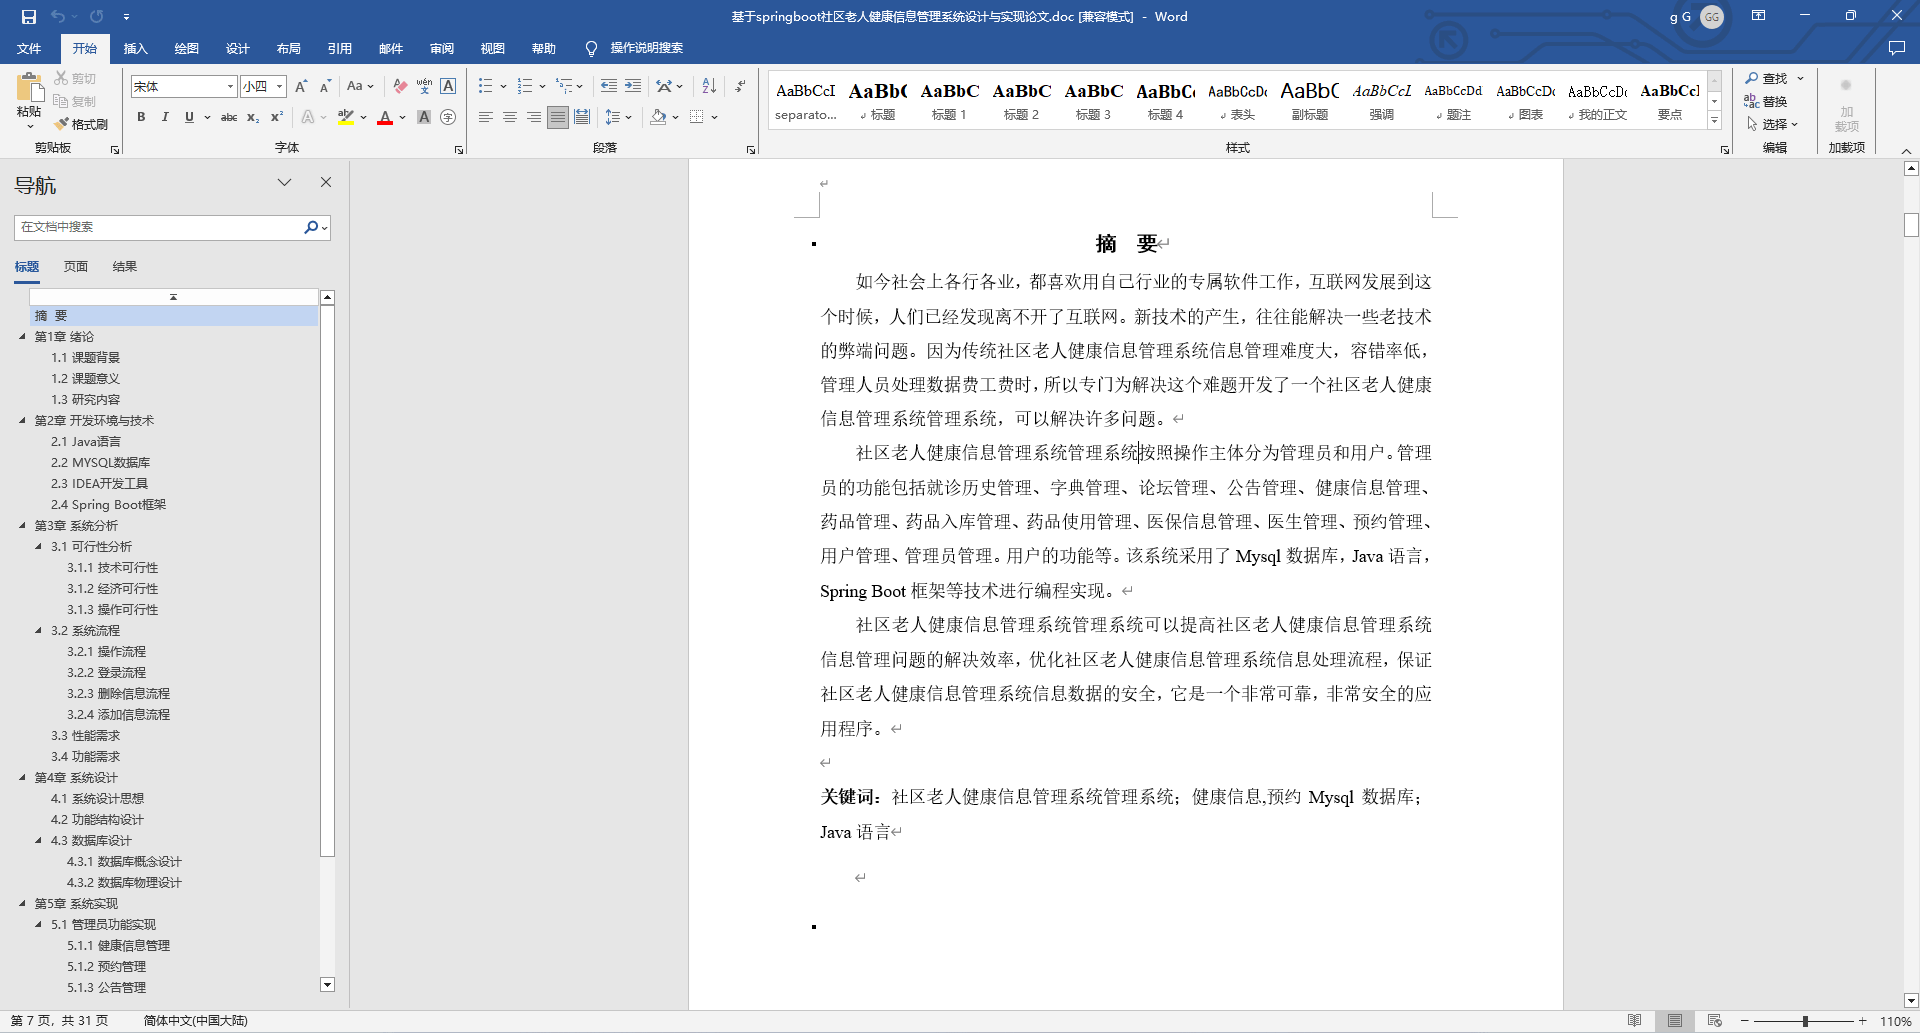 基于springboot社区老人健康信息管理系统设计与实现论文.doc [兼容模式] - Word
g G
GG
文件 开始 插入 绘图 设计 布局 引用 邮件 审阅 视图 帮助 操作说明搜索
粘贴
剪切
复制
格式刷
剪贴板
宋体 小四
字体
段落
AaBbCcI separato...
AaBb( 标题
AaBbC 标题 1
AaBbC 标题 2
AaBbC 标题 3
AaBbC( 标题 4
AaBbCcDc 表头
AaBbC 副标题
AaBbCcL 强调
AaBbCcDd 题注
AaBbCcDc 图表
AaBbCcDc 我的正文
AaBbCcl 要点
样式
查找
替换
选择
编辑
加载项
加载项
导航
在文档中搜索
标题 页面 结果
摘 要
第1章 绪论
1.1 课题背景
1.2 课题意义
1.3 研究内容
第2章 开发环境与技术
2.1 Java语言
2.2 MYSQL数据库
2.3 IDEA开发工具
2.4 Spring Boot框架
第3章 系统分析
3.1 可行性分析
3.1.1 技术可行性
3.1.2 经济可行性
3.1.3 操作可行性
3.2 系统流程
3.2.1 操作流程
3.2.2 登录流程
3.2.3 删除信息流程
3.2.4 添加信息流程
3.3 性能需求
3.4 功能需求
第4章 系统设计
4.1 系统设计思想
4.2 功能结构设计
4.3 数据库设计
4.3.1 数据库概念设计
4.3.2 数据库物理设计
第5章 系统实现
5.1 管理员功能实现
5.1.1 健康信息管理
5.1.2 预约管理
5.1.3 公告管理
摘 要
如今社会上各行各业，都喜欢用自己行业的专属软件工作，互联网发展到这
个时候，人们已经发现离不开了互联网。新技术的产生，往往能解决一些老技术
的弊端问题。因为传统社区老人健康信息管理系统信息管理难度大，容错率低，
管理人员处理数据费工费时，所以专门为解决这个难题开发了一个社区老人健康
信息管理系统管理系统，可以解决许多问题。
社区老人健康信息管理系统管理系统按照操作主体分为管理员和用户。管理
员的功能包括就诊历史管理、字典管理、论坛管理、公告管理、健康信息管理、
药品管理、药品入库管理、药品使用管理、医保信息管理、医生管理、预约管理、
用户管理、管理员管理。用户的功能等。该系统采用了 Mysql 数据库，Java 语言，
Spring Boot 框架等技术进行编程实现。
社区老人健康信息管理系统管理系统可以提高社区老人健康信息管理系统
信息管理问题的解决效率，优化社区老人健康信息管理系统信息处理流程，保证
社区老人健康信息管理系统信息数据的安全，它是一个非常可靠，非常安全的应
用程序。
关键词：社区老人健康信息管理系统管理系统；健康信息,预约 Mysql 数据库；
Java 语言
第 7 页，共 31 页 简体中文(中国大陆)
110%